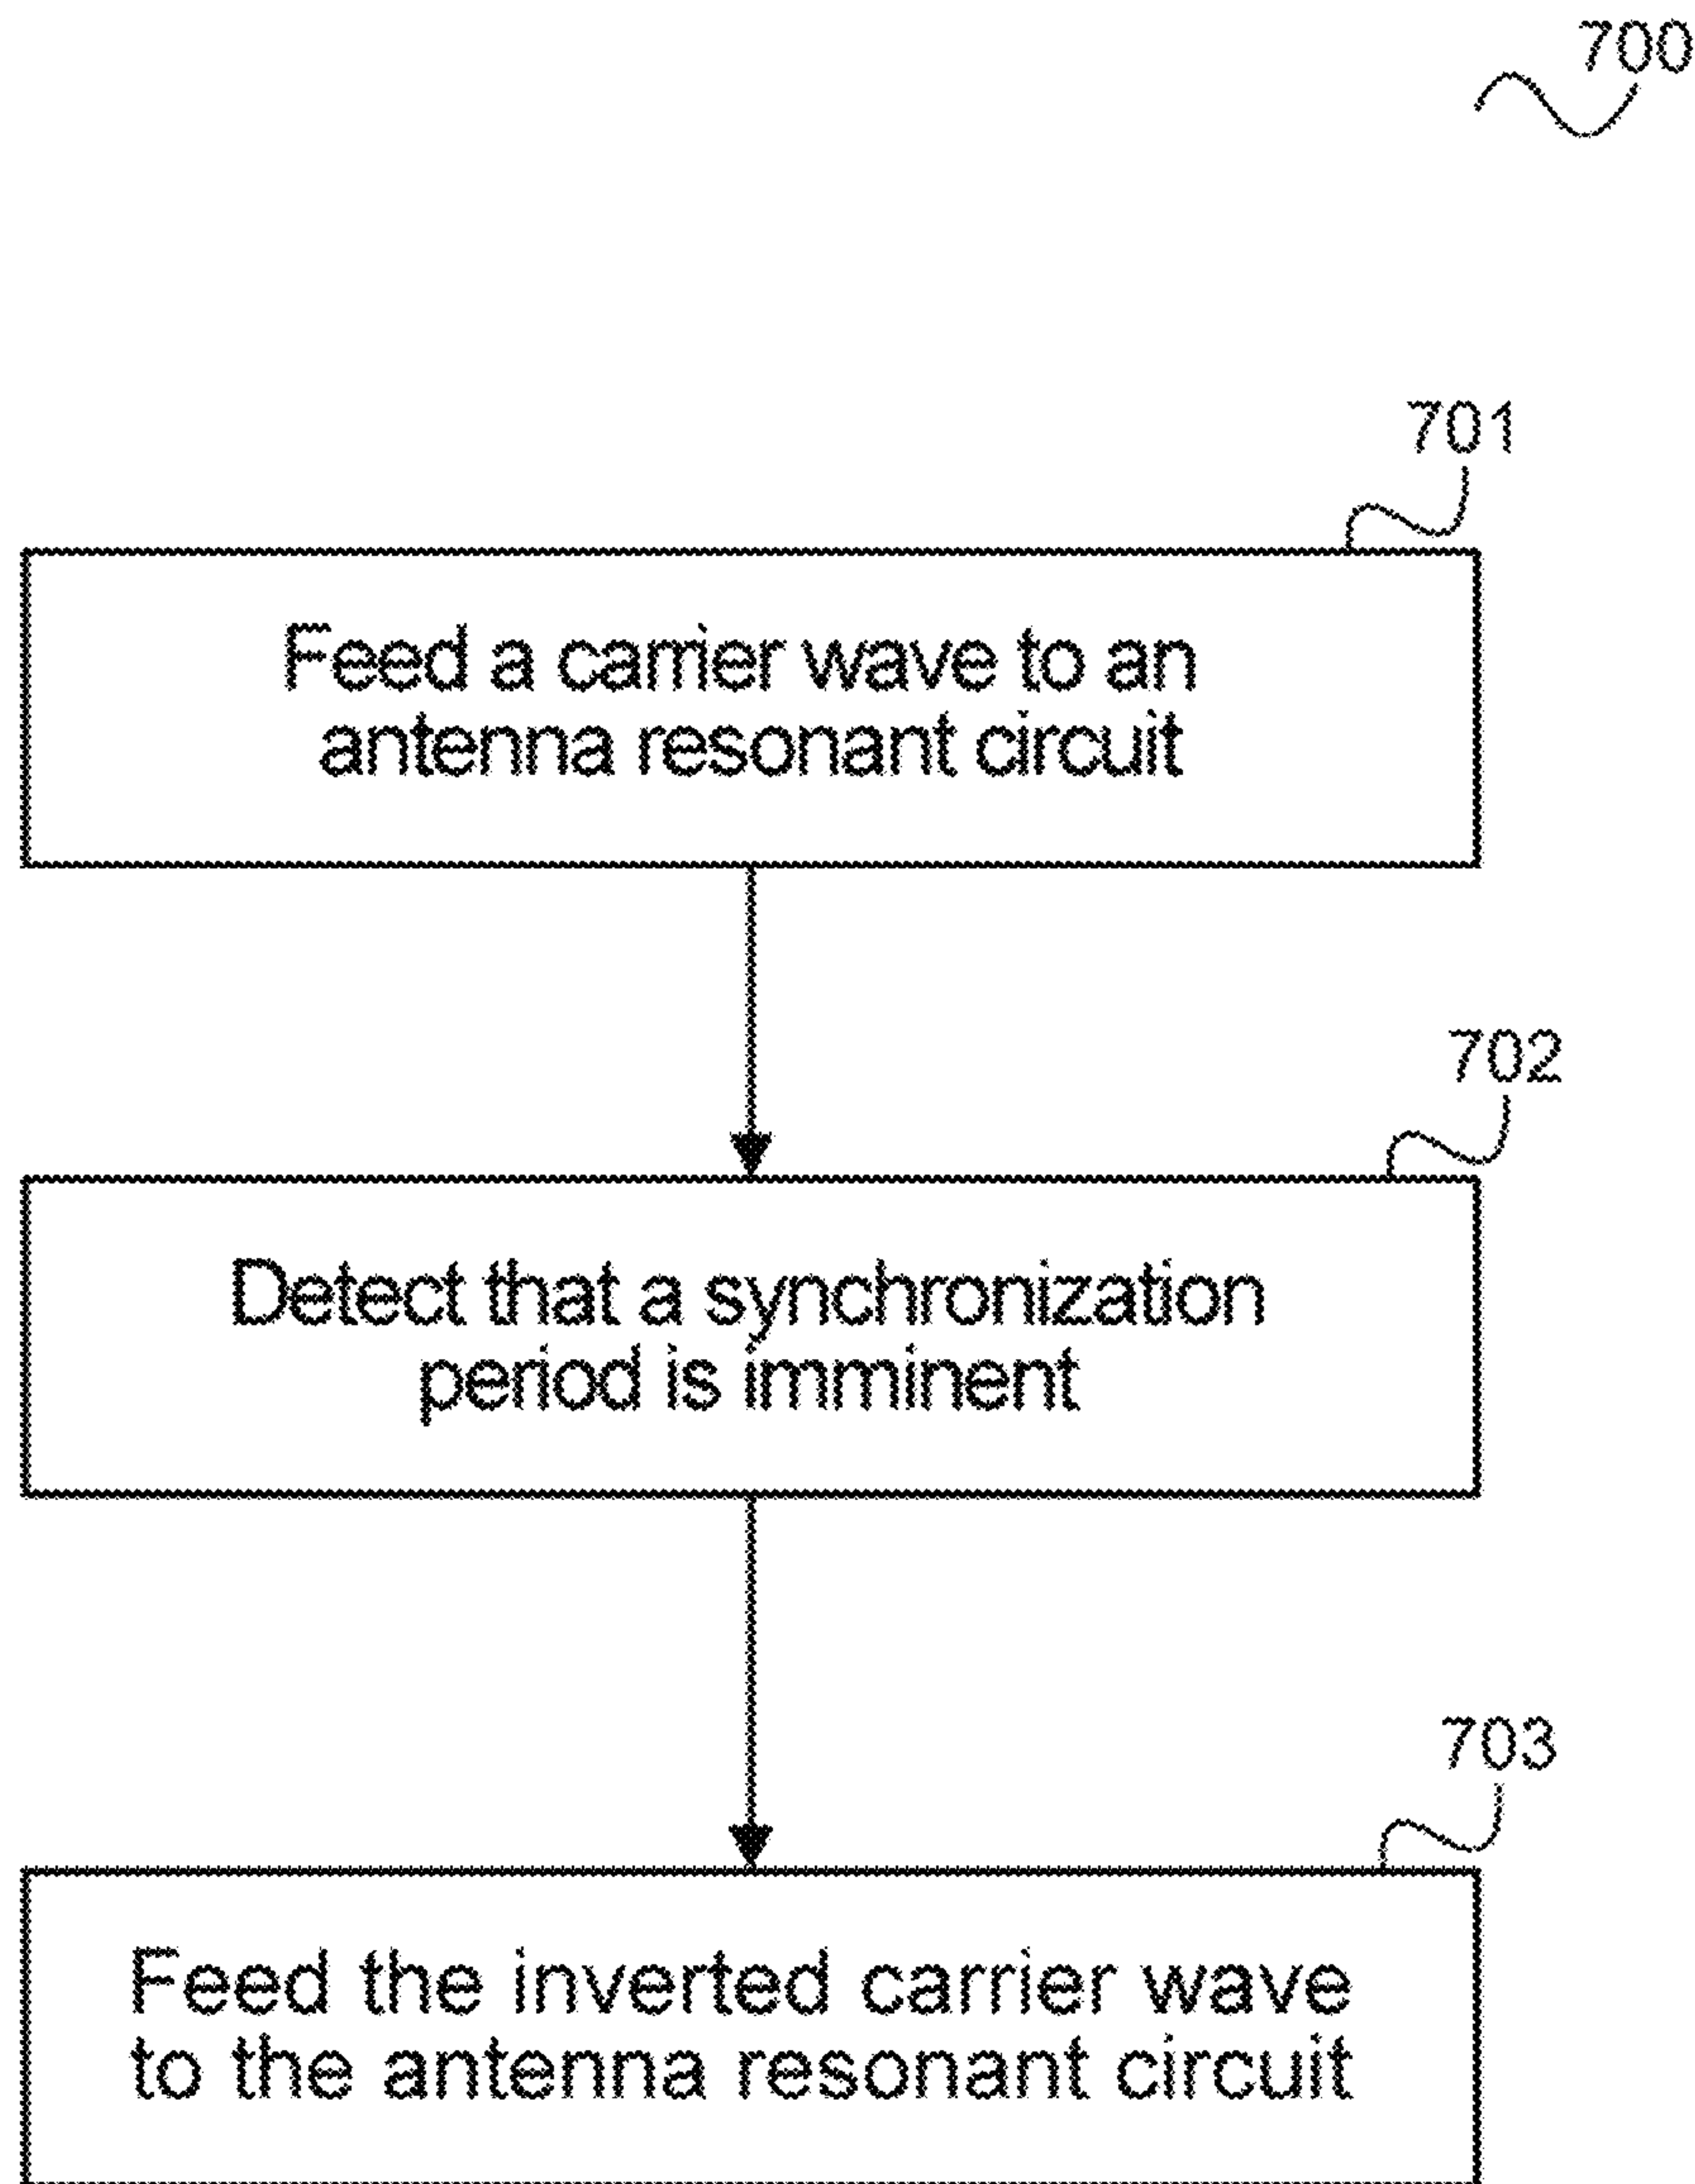 700
701
Feed a carrier wave to an
antenna resonant circuit
702
Detect that a synchronization
period is imminent
703
Feed the inverted carrier wave
to the antenna resonant circuit